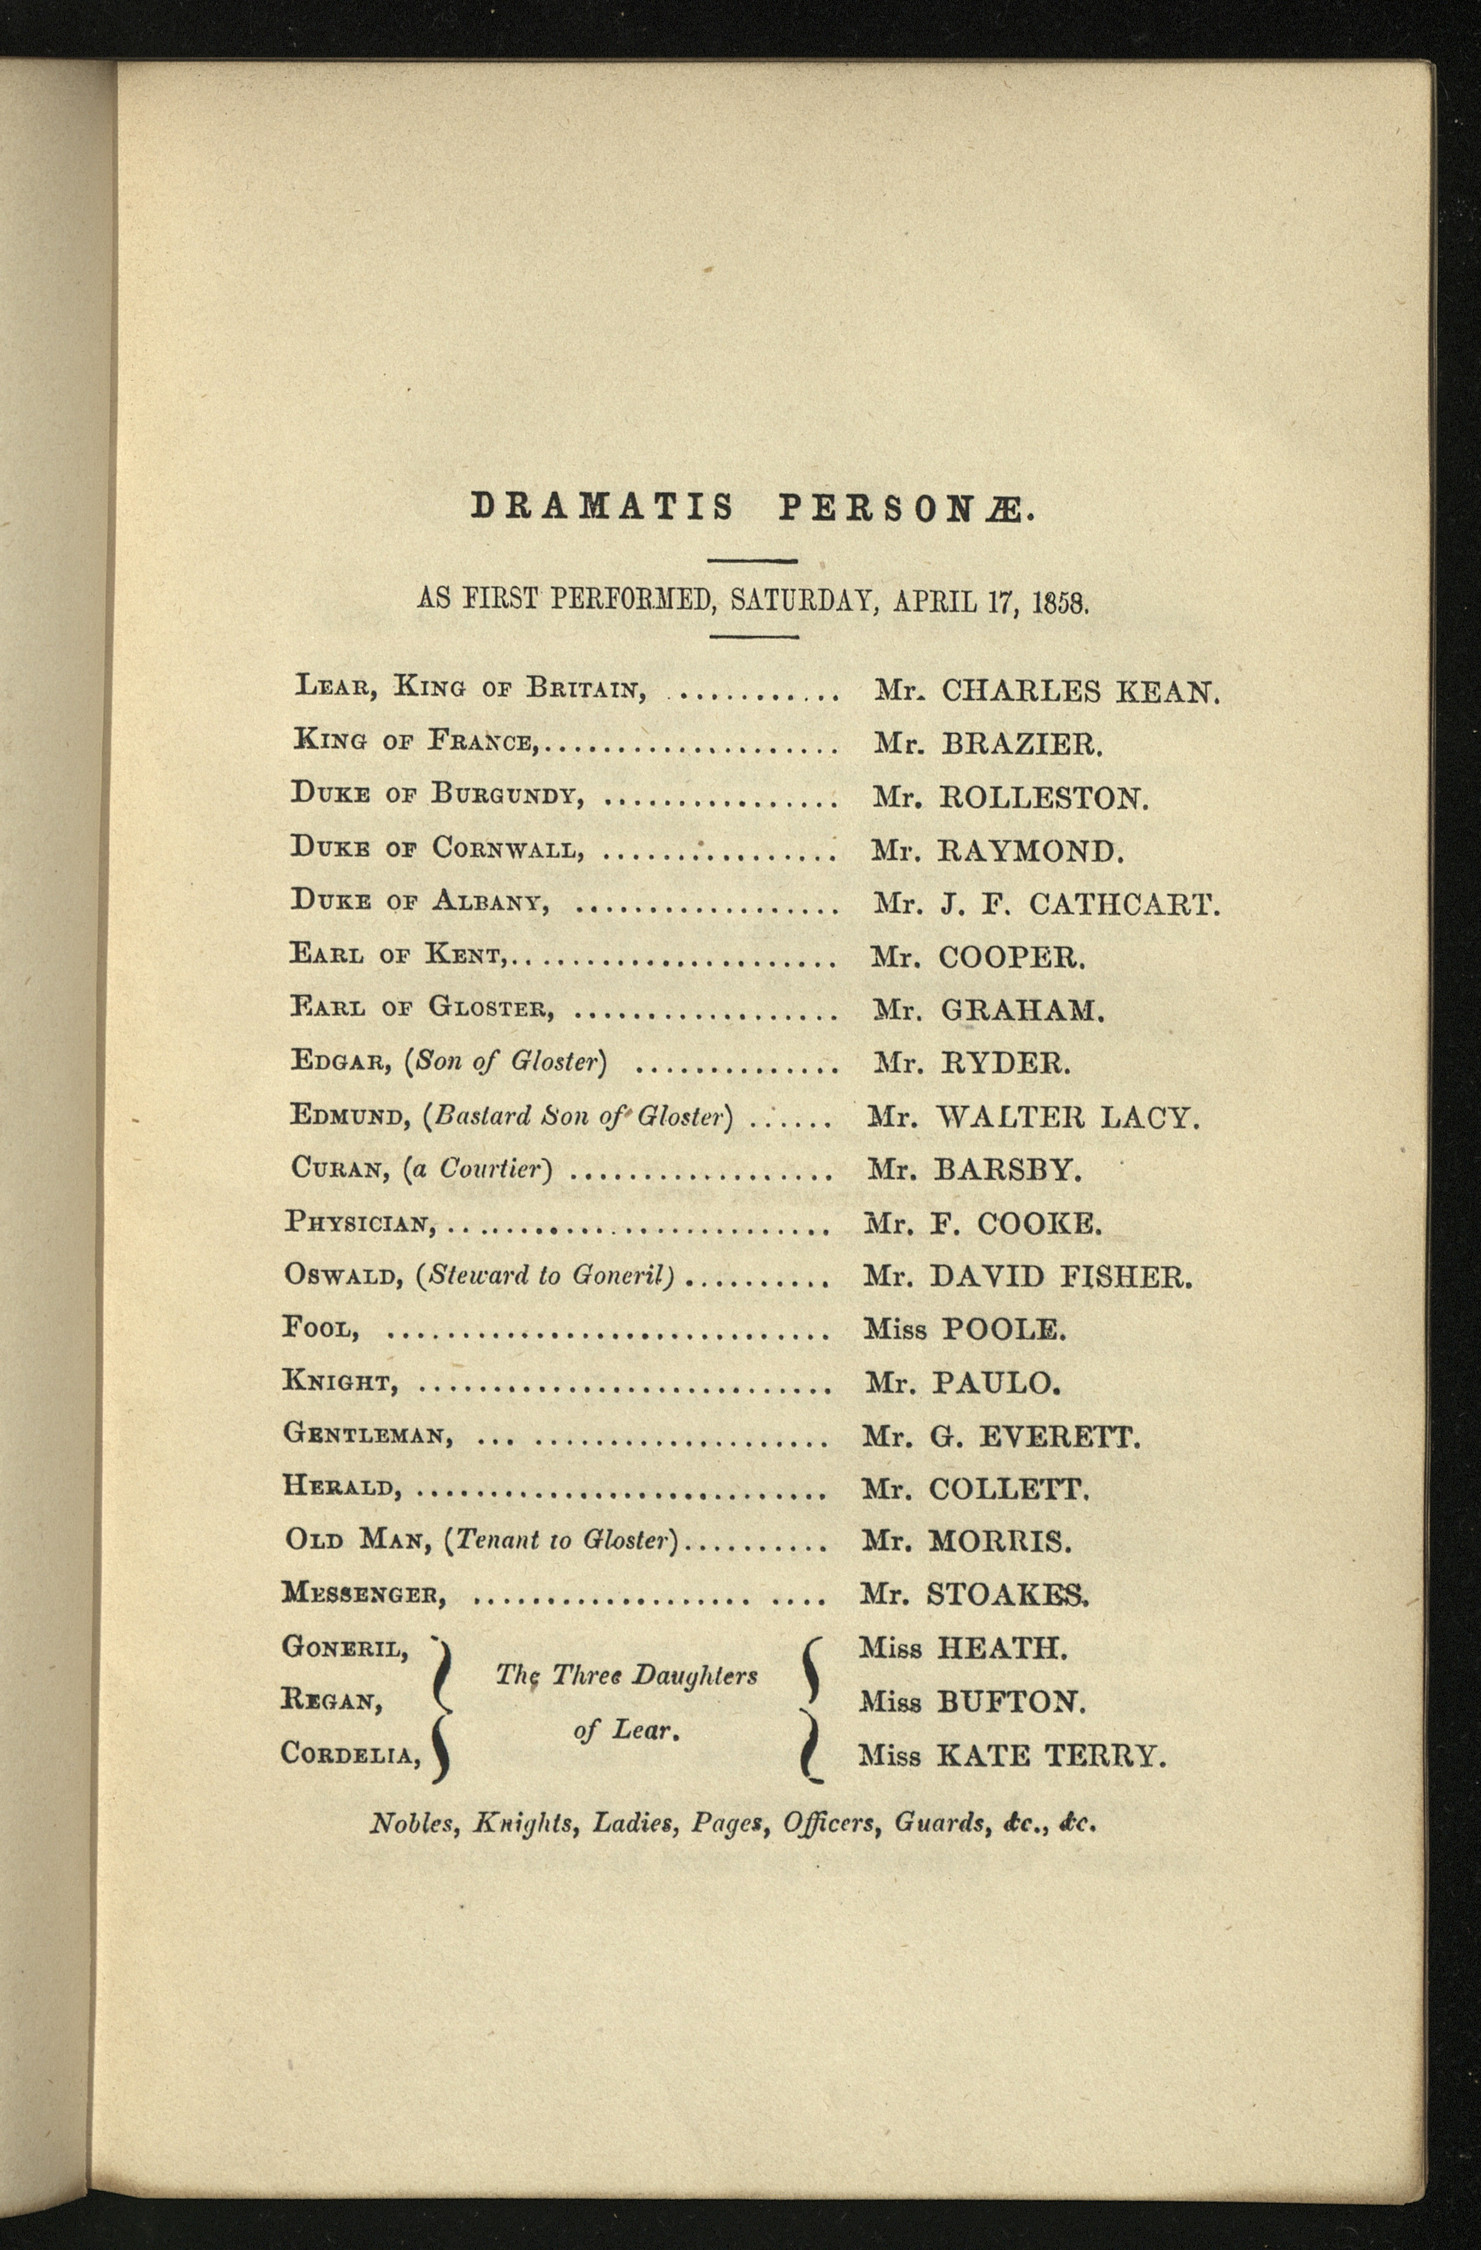 DRAMATIS PERSONÆ.
AS FIRST PERFORMED, SATURDAY, APRIL 17, 1858.
LEAR, KING OF BRITAIN, ........... Mr. CHARLES KEAN.
KING OF FRANCE,.................... Mr. BRAZIER.
DUKE OF BURGUNDY, ................ Mr. ROLLESTON.
DUKE OF CORNWALL, ................ Mr. RAYMOND.
DUKE OF ALBANY, .................. Mr. J. F. CATHCART.
EARL OF KENT,...................... Mr. COOPER.
EARL OF GLOSTER, .................. Mr. GRAHAM.
EDGAR, (Son of Gloster) .............. Mr. RYDER.
EDMUND, (Bastard Son of Gloster) ...... Mr. WALTER LACY.
CURAN, (a Courtier) .................. Mr. BARSBY.
PHYSICIAN,.......................... Mr. F. COOKE.
OSWALD, (Steward to Goneril) .......... Mr. DAVID FISHER.
FOOL, .............................. Miss POOLE.
KNIGHT, ............................ Mr. PAULO.
GENTLEMAN, ... .................... Mr. G. EVERETT.
HERALD, ............................ Mr. COLLETT.
OLD MAN, (Tenant to Gloster).......... Mr. MORRIS.
MESSENGER, ................... .... Mr. STOAKES.
GONERIL, Miss HEATH.
The Three Daughters
REGAN, Miss BUFTON.
of Lear.
CORDELIA, Miss KATE TERRY.
Nobles, Knights, Ladies, Pages, Officers, Guards, &c., &c.